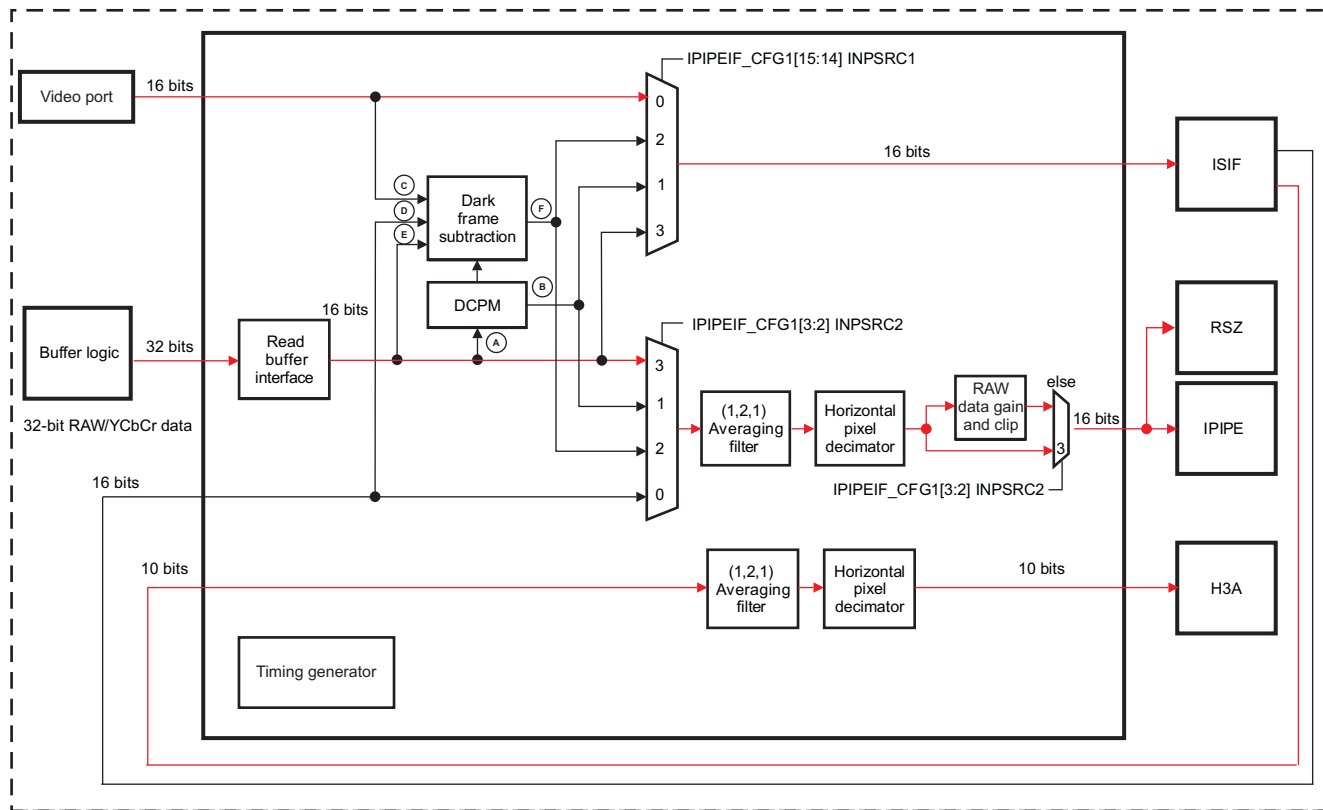 IPIPEIF_CFG1[15:14] INPSRC1
16 bits
Video port
0
2
1
3
16 bits
ISIF
C
D
E
F
Dark
frame
subtraction
B
DCPM
A
16 bits
IPIPEIF_CFG1[3:2] INPSRC2
Buffer logic
32 bits
Read
buffer
interface
32-bit RAW/YCbCr data
3
1
2
0
(1,2,1)
Averaging
filter
Horizontal
pixel
decimator
RAW
data gain
and clip
else
3
16 bits
IPIPEIF_CFG1[3:2] INPSRC2
RSZ
IPIPE
16 bits
10 bits
(1,2,1)
Averaging
filter
Horizontal
pixel
decimator
10 bits
H3A
Timing generator